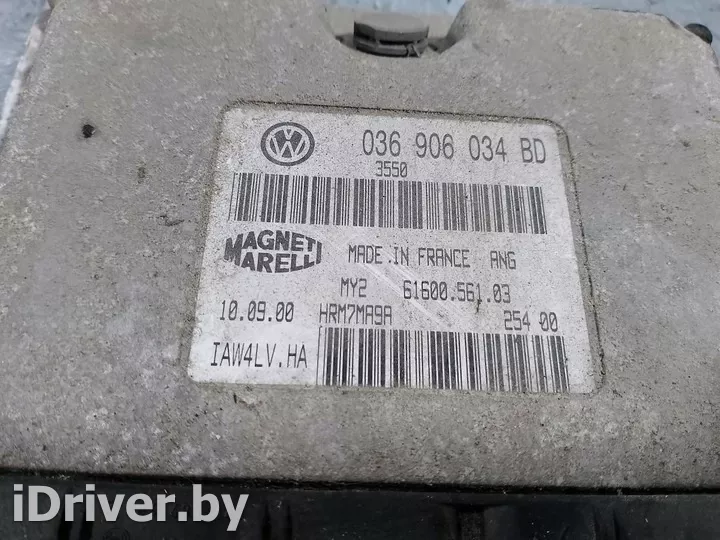 VW
036 906 034 BD
3550
MAGNETI MARELLI
MADE.IN FRANCE ANG
MY2 61600.561.03
10.09.00 HRM7MA9A 254 00
IAW4LV.HA
iDriver.by